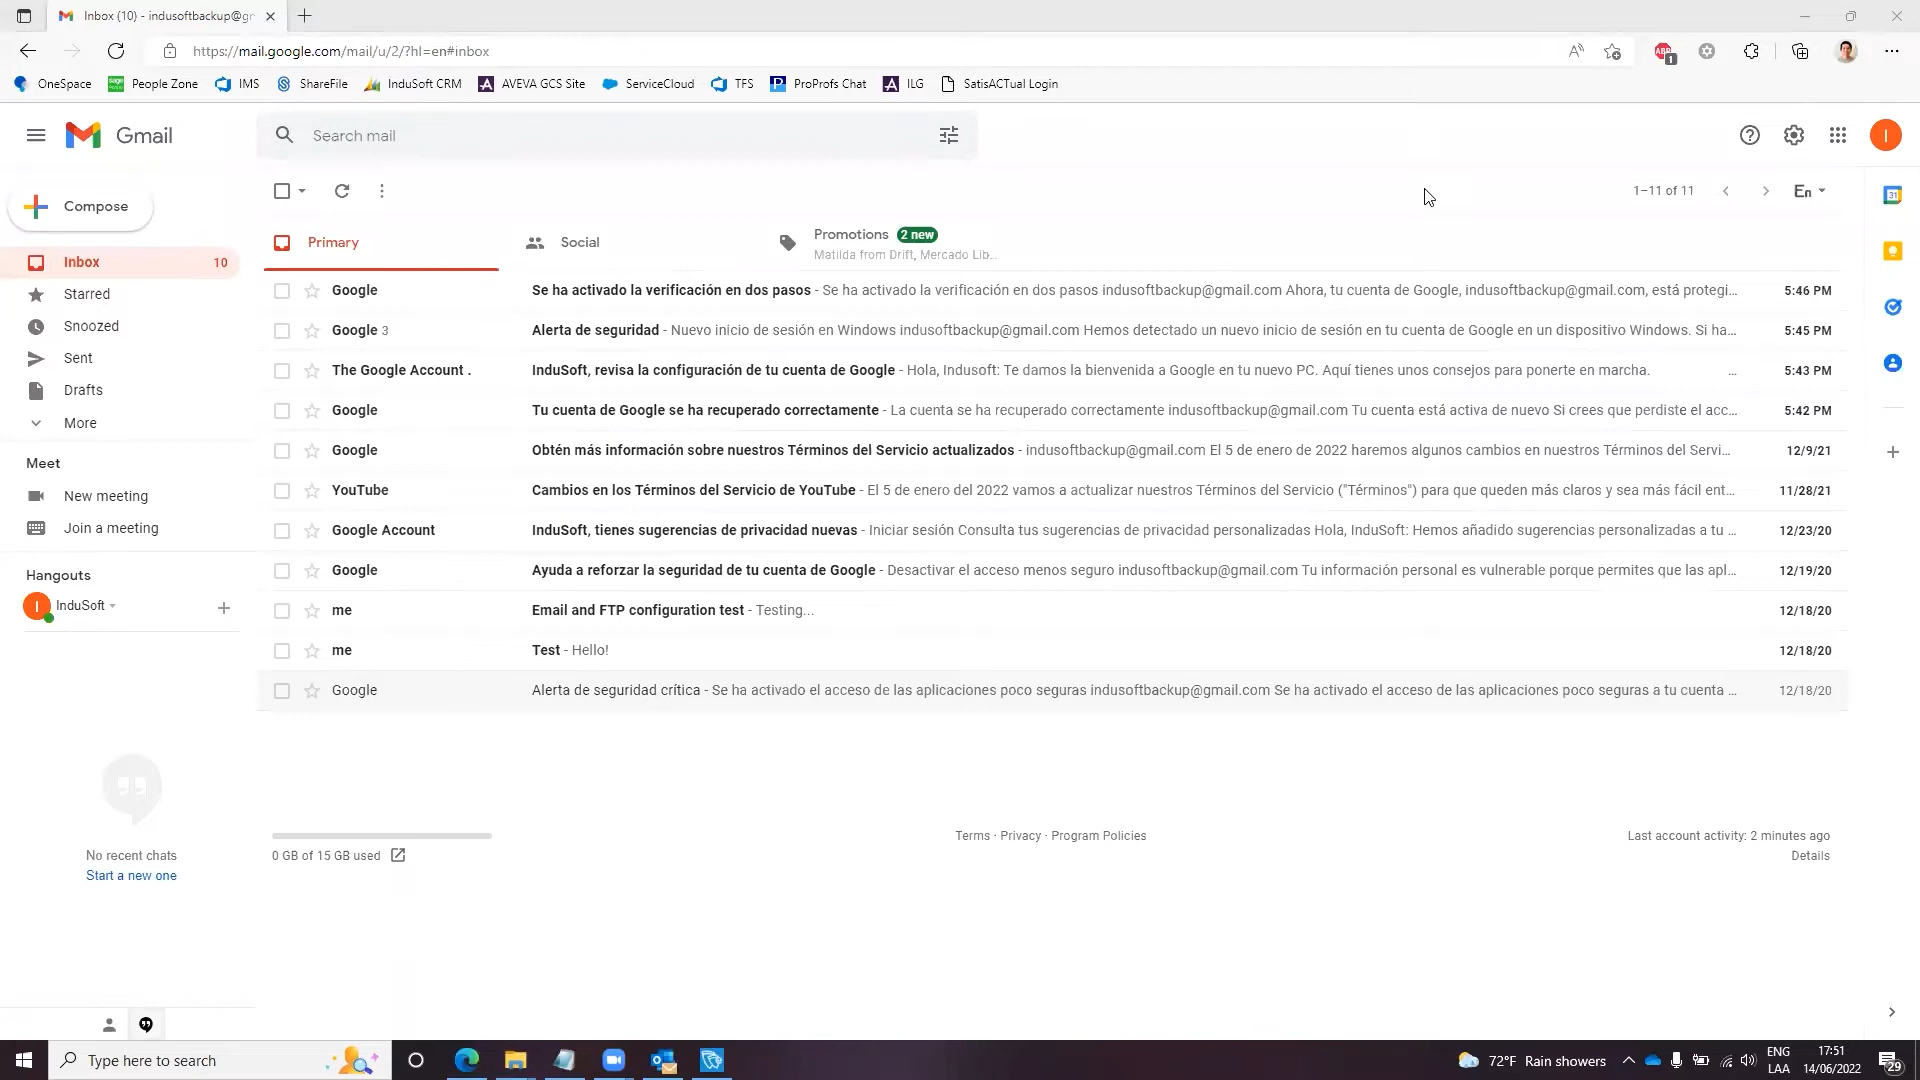 Inbox (10) - indusoftbackup@gr
https://mail.google.com/mail/u/2/?hl=en#inbox
OneSpace People Zone IMS ShareFile InduSoft CRM AVEVA GCS Site ServiceCloud TFS ProProfs Chat ILG SatisACTual Login
Gmail
Search mail
Compose
1–11 of 11
En
Primary
Social
Promotions 2 new
Matilda from Drift, Mercado Lib...
Inbox 10
Starred
Snoozed
Sent
Drafts
More
Meet
New meeting
Join a meeting
Hangouts
InduSoft
No recent chats
Start a new one
Google Se ha activado la verificación en dos pasos - Se ha activado la verificación en dos pasos indusoftbackup@gmail.com Ahora, tu cuenta de Google, indusoftbackup@gmail.com, está protegi... 5:46 PM
Google 3 Alerta de seguridad - Nuevo inicio de sesión en Windows indusoftbackup@gmail.com Hemos detectado un nuevo inicio de sesión en tu cuenta de Google en un dispositivo Windows. Si ha... 5:45 PM
The Google Account . InduSoft, revisa la configuración de tu cuenta de Google - Hola, Indusoft: Te damos la bienvenida a Google en tu nuevo PC. Aquí tienes unos consejos para ponerte en marcha. ... 5:43 PM
Google Tu cuenta de Google se ha recuperado correctamente - La cuenta se ha recuperado correctamente indusoftbackup@gmail.com Tu cuenta está activa de nuevo Si crees que perdiste el acc... 5:42 PM
Google Obtén más información sobre nuestros Términos del Servicio actualizados - indusoftbackup@gmail.com El 5 de enero de 2022 haremos algunos cambios en nuestros Términos del Servi... 12/9/21
YouTube Cambios en los Términos del Servicio de YouTube - El 5 de enero del 2022 vamos a actualizar nuestros Términos del Servicio ("Términos") para que queden más claros y sea más fácil ent... 11/28/21
Google Account InduSoft, tienes sugerencias de privacidad nuevas - Iniciar sesión Consulta tus sugerencias de privacidad personalizadas Hola, InduSoft: Hemos añadido sugerencias personalizadas a tu ... 12/23/20
Google Ayuda a reforzar la seguridad de tu cuenta de Google - Desactivar el acceso menos seguro indusoftbackup@gmail.com Tu información personal es vulnerable porque permites que las apl... 12/19/20
me Email and FTP configuration test - Testing... 12/18/20
me Test - Hello! 12/18/20
Google Alerta de seguridad crítica - Se ha activado el acceso de las aplicaciones poco seguras indusoftbackup@gmail.com Se ha activado el acceso de las aplicaciones poco seguras a tu cuenta ... 12/18/20
0 GB of 15 GB used
Terms · Privacy · Program Policies
Last account activity: 2 minutes ago
Details
Type here to search
72°F Rain showers
ENG
LAA
17:51
14/06/2022
29